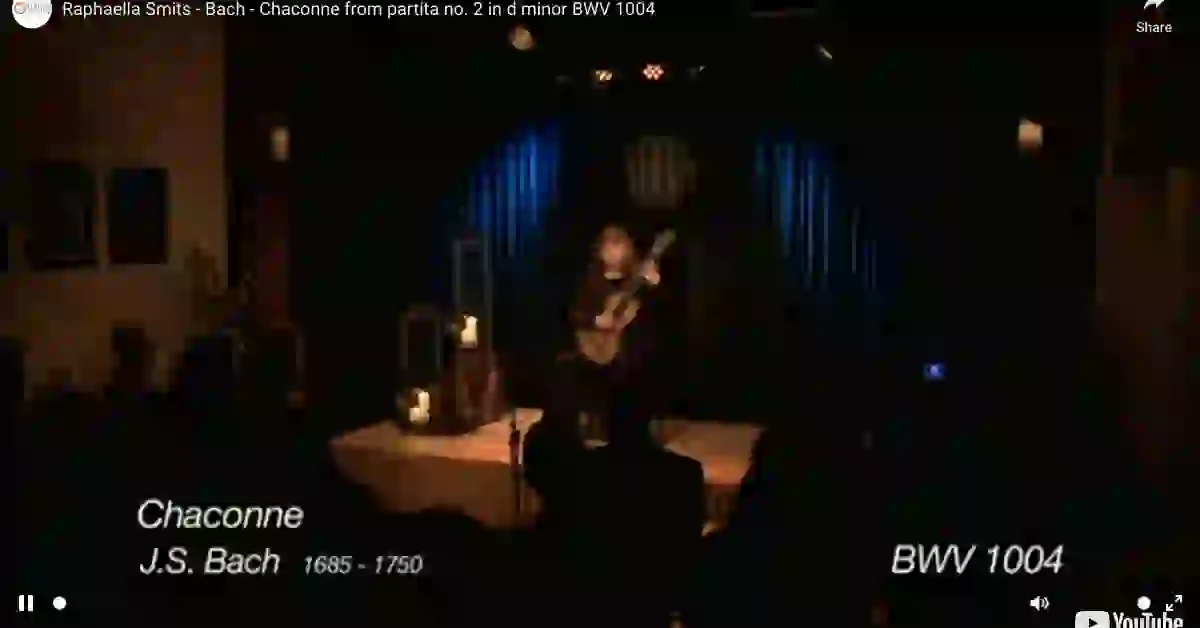 Raphaella Smits - Bach - Chaconne from partita no. 2 in d minor BWV 1004
Share
Chaconne
J.S. Bach 1685 - 1750
BWV 1004
YouTube